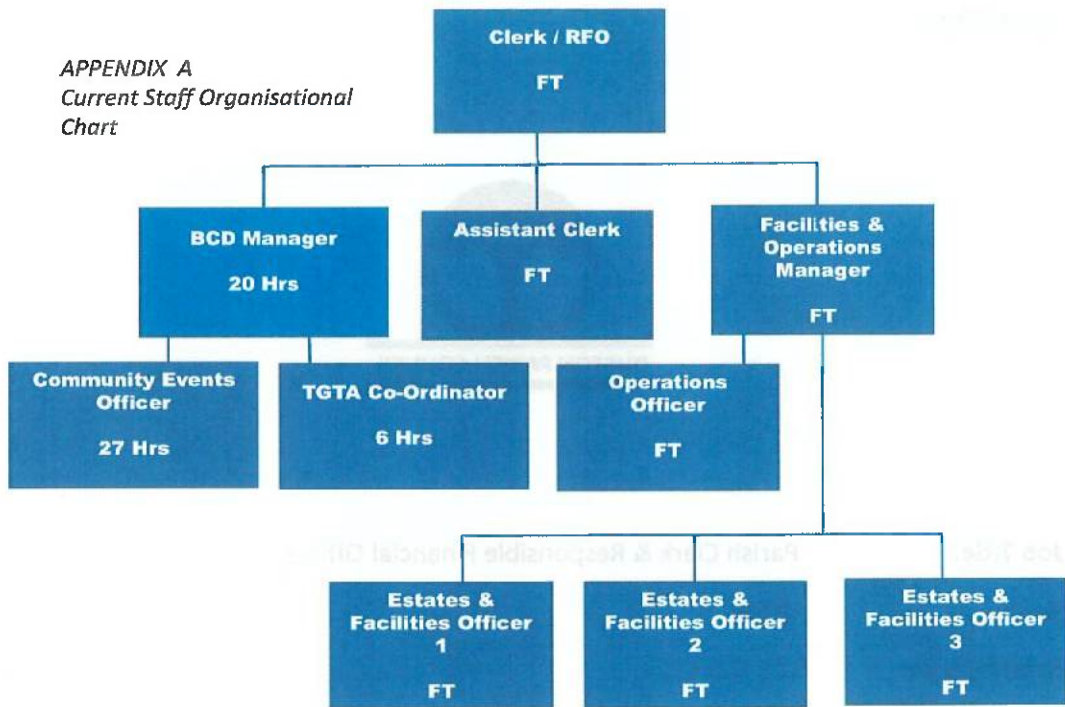 APPENDIX A
Current Staff Organisational
Chart
Clerk / RFO
FT
BCD Manager
20 Hrs
Assistant Clerk
FT
Facilities &
Operations
Manager
FT
Community Events
Officer
27 Hrs
TGTA Co-Ordinator
6 Hrs
Operations
Officer
FT
Job Title:
Parish Clerk & Responsible Financial
Estates &
Facilities Officer
1
FT
Estates &
Facilities Officer
2
FT
Estates &
Facilities Officer
3
FT